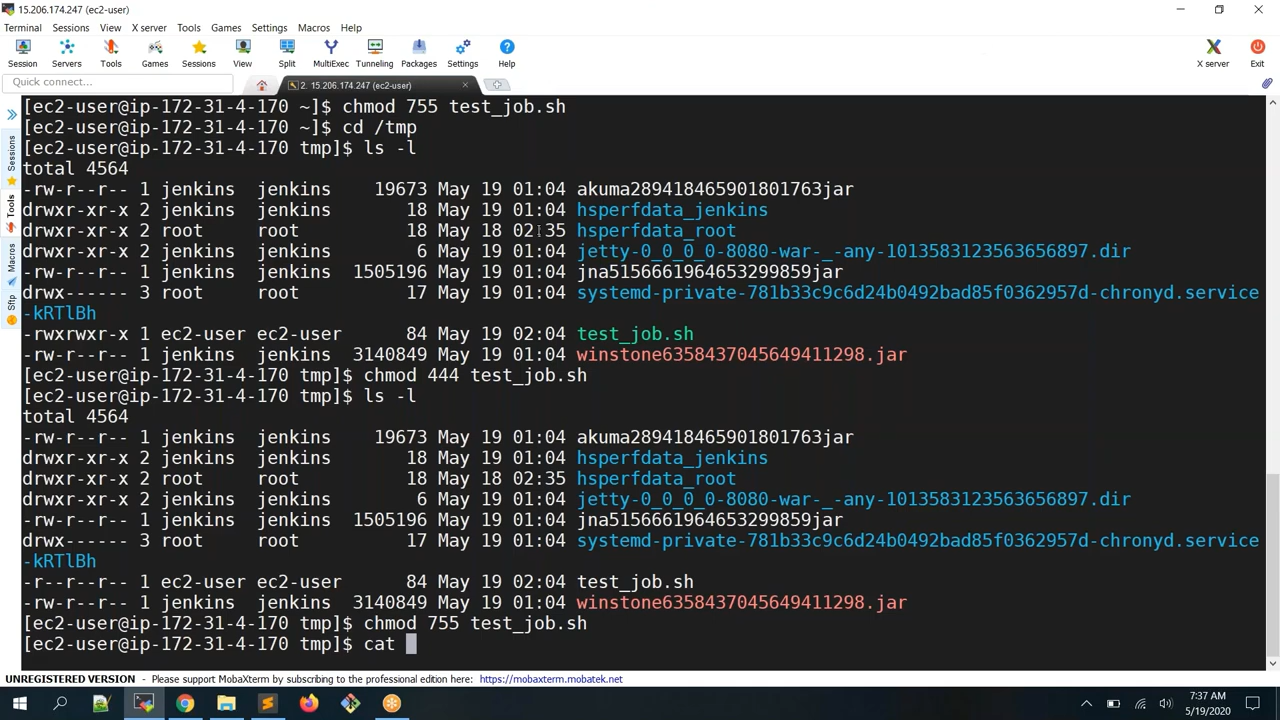 15.206.174.247 (ec2-user)
Terminal Sessions View X server Tools Games Settings Macros Help
Session Servers Tools Games Sessions View Split MultiExec Tunneling Packages Settings Help X server Exit
Quick connect...
2. 15.206.174.247 (ec2-user)
Sessions
Tools
Macros
Sftp
[ec2-user@ip-172-31-4-170 ~]$ chmod 755 test_job.sh
[ec2-user@ip-172-31-4-170 ~]$ cd /tmp
[ec2-user@ip-172-31-4-170 tmp]$ ls -l
total 4564
-rw-r--r-- 1 jenkins  jenkins    19673 May 19 01:04 akuma289418465901801763jar
drwxr-xr-x 2 jenkins  jenkins       18 May 19 01:04 hsperfdata_jenkins
drwxr-xr-x 2 root     root          18 May 18 02:35 hsperfdata_root
drwxr-xr-x 2 jenkins  jenkins        6 May 19 01:04 jetty-0_0_0_0-8080-war-_-any-1013583123563656897.dir
-rw-r--r-- 1 jenkins  jenkins  1505196 May 19 01:04 jna5156661964653299859jar
drwx------ 3 root     root          17 May 19 01:04 systemd-private-781b33c9c6d24b0492bad85f0362957d-chronyd.service
-kRTlBh
-rwxrwxr-x 1 ec2-user ec2-user      84 May 19 02:04 test_job.sh
-rw-r--r-- 1 jenkins  jenkins  3140849 May 19 01:04 winstone6358437045649411298.jar
[ec2-user@ip-172-31-4-170 tmp]$ chmod 444 test_job.sh
[ec2-user@ip-172-31-4-170 tmp]$ ls -l
total 4564
-rw-r--r-- 1 jenkins  jenkins    19673 May 19 01:04 akuma289418465901801763jar
drwxr-xr-x 2 jenkins  jenkins       18 May 19 01:04 hsperfdata_jenkins
drwxr-xr-x 2 root     root          18 May 18 02:35 hsperfdata_root
drwxr-xr-x 2 jenkins  jenkins        6 May 19 01:04 jetty-0_0_0_0-8080-war-_-any-1013583123563656897.dir
-rw-r--r-- 1 jenkins  jenkins  1505196 May 19 01:04 jna5156661964653299859jar
drwx------ 3 root     root          17 May 19 01:04 systemd-private-781b33c9c6d24b0492bad85f0362957d-chronyd.service
-kRTlBh
-r--r--r-- 1 ec2-user ec2-user      84 May 19 02:04 test_job.sh
-rw-r--r-- 1 jenkins  jenkins  3140849 May 19 01:04 winstone6358437045649411298.jar
[ec2-user@ip-172-31-4-170 tmp]$ chmod 755 test_job.sh
[ec2-user@ip-172-31-4-170 tmp]$ cat
UNREGISTERED VERSION - Please support MobaXterm by subscribing to the professional edition here: https://mobaxterm.mobatek.net
7:37 AM
5/19/2020